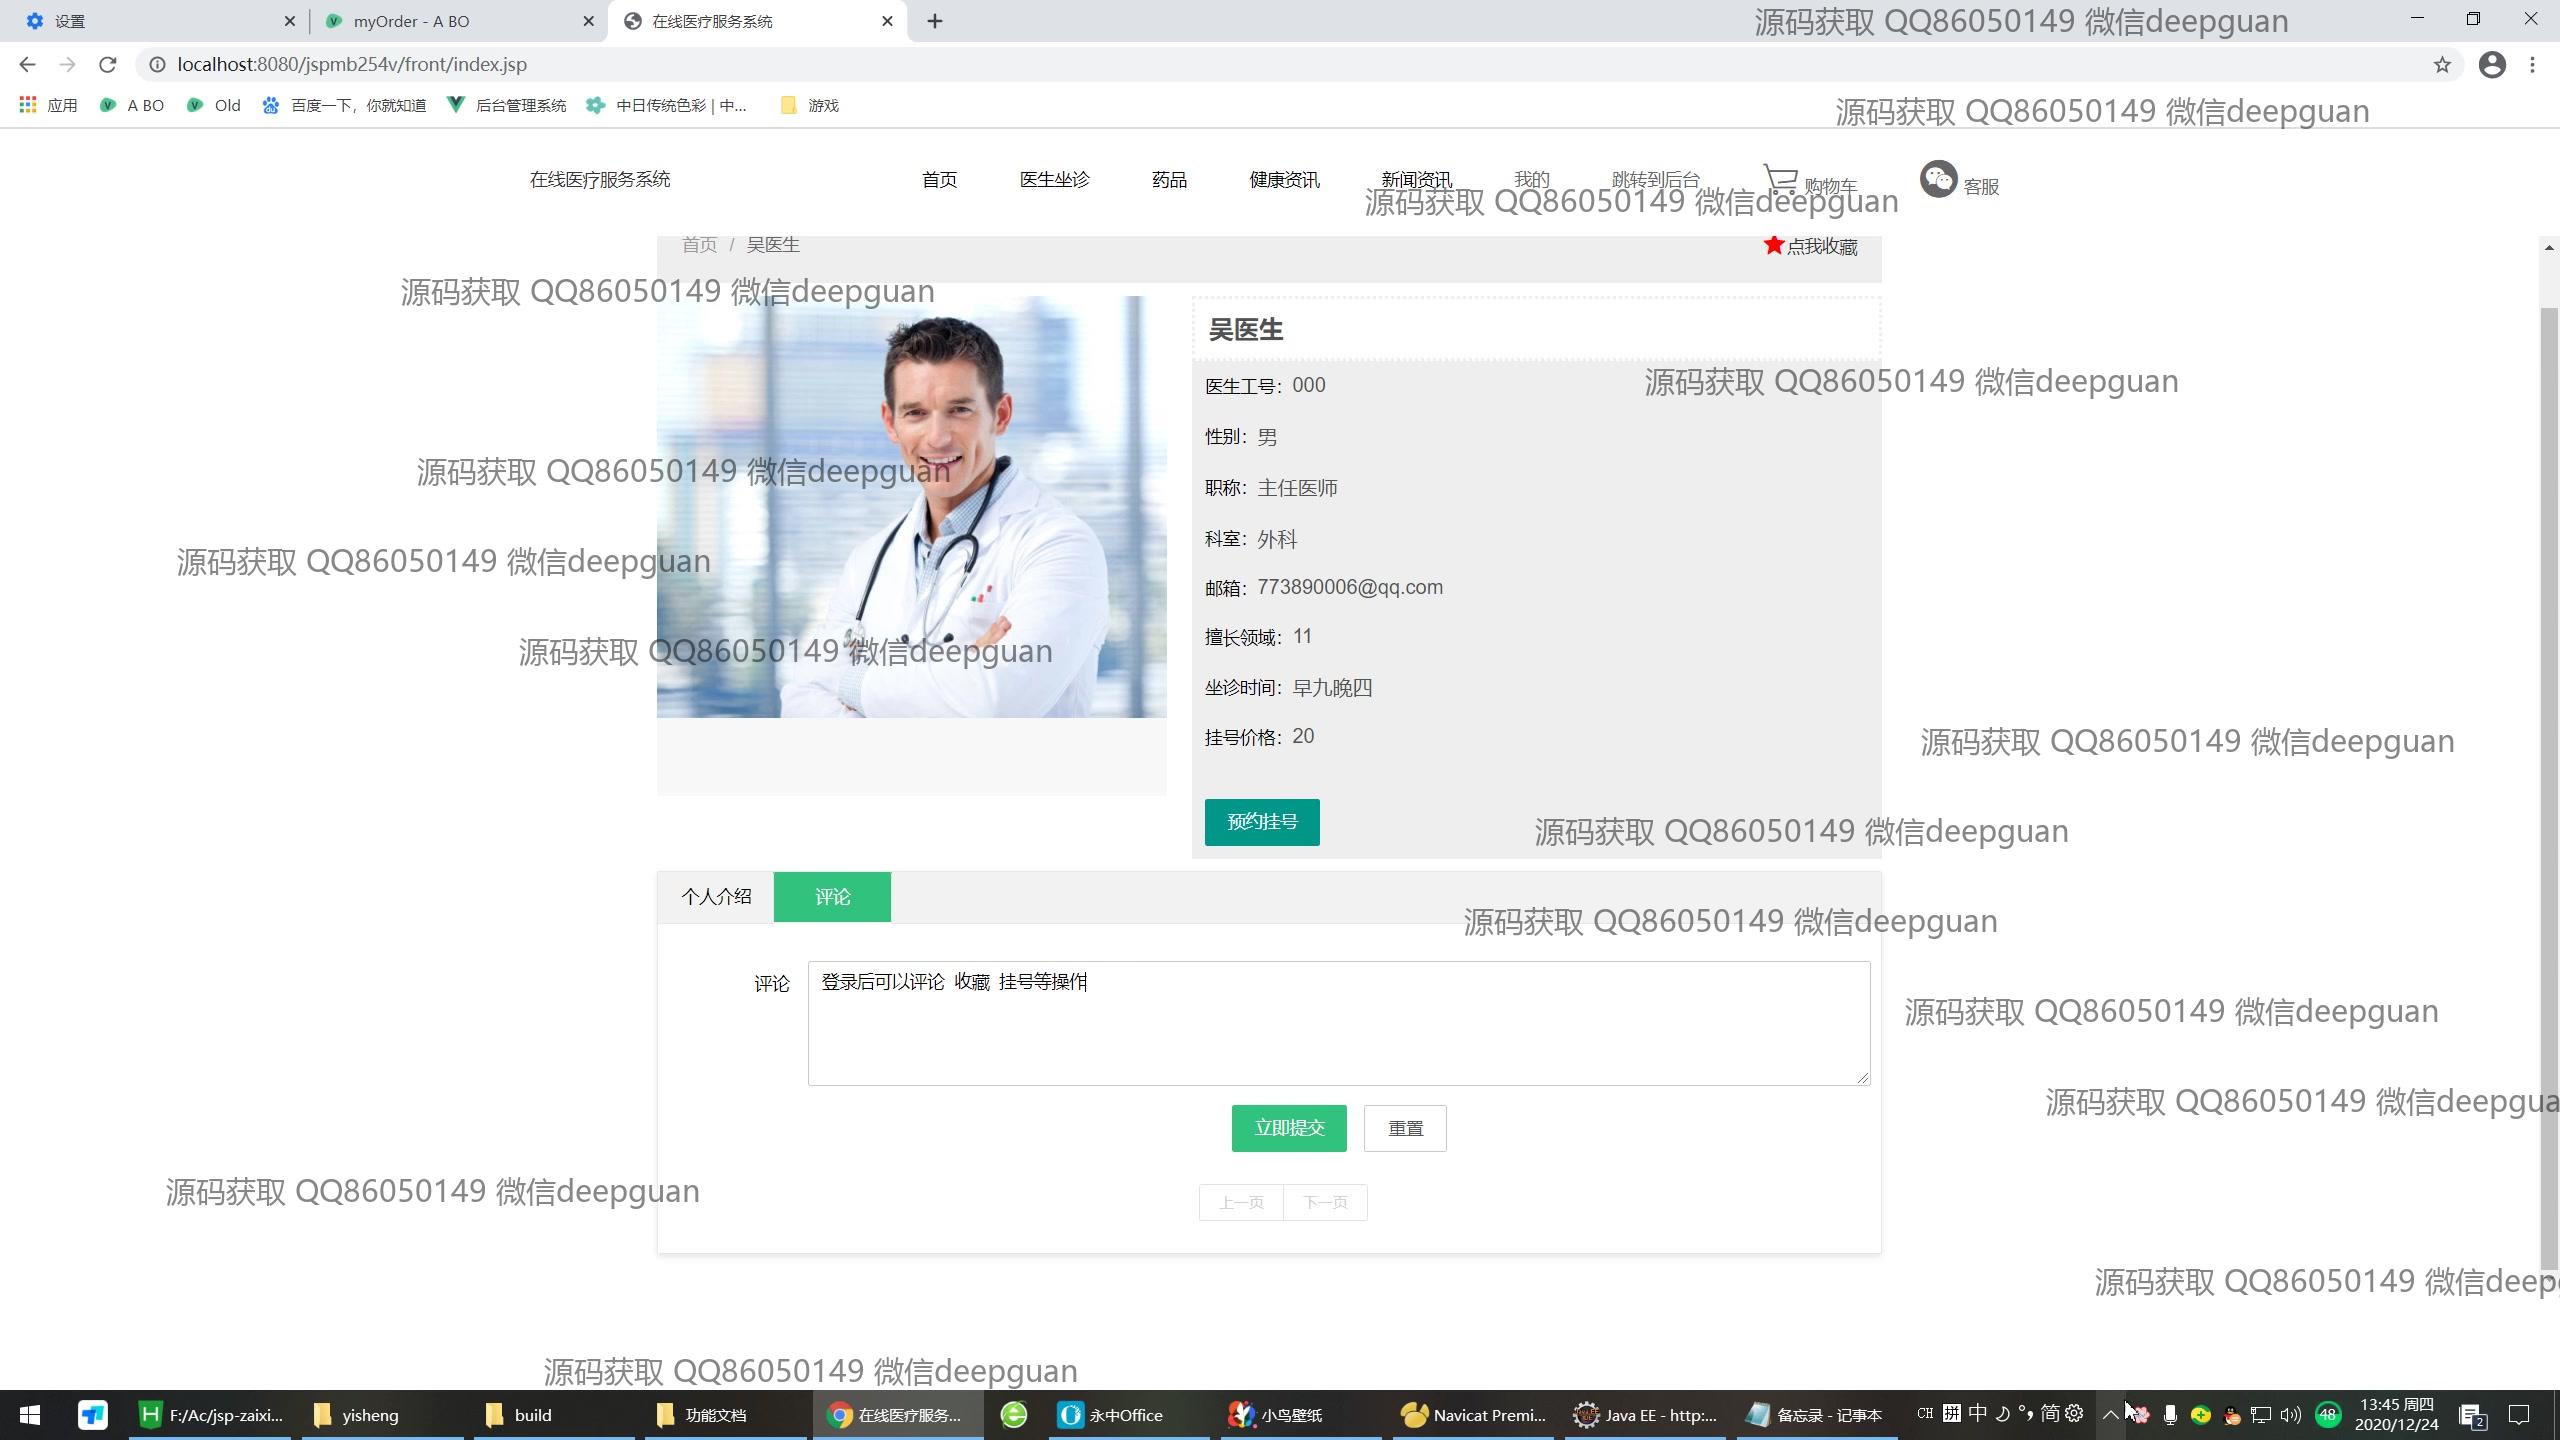 设置
myOrder - A BO
在线医疗服务系统
源码获取 QQ86050149 微信deepguan
localhost:8080/jspmb254v/front/index.jsp
应用 A BO Old 百度一下，你就知道 后台管理系统 中日传统色彩 | 中... 游戏
源码获取 QQ86050149 微信deepguan
在线医疗服务系统 首页 医生坐诊 药品 健康资讯 新闻资讯 我的 跳转到后台 购物车 客服
源码获取 QQ86050149 微信deepguan
首页 / 吴医生 点我收藏
源码获取 QQ86050149 微信deepguan
吴医生
医生工号：000
源码获取 QQ86050149 微信deepguan
性别：男
源码获取 QQ86050149 微信deepguan
职称：主任医师
科室：外科
源码获取 QQ86050149 微信deepguan
邮箱：773890006@qq.com
擅长领域：11
源码获取 QQ86050149 微信deepguan
坐诊时间：早九晚四
挂号价格：20
源码获取 QQ86050149 微信deepguan
预约挂号
源码获取 QQ86050149 微信deepguan
个人介绍 评论
源码获取 QQ86050149 微信deepguan
评论 登录后可以评论 收藏 挂号等操作
源码获取 QQ86050149 微信deepguan
源码获取 QQ86050149 微信deepgua
立即提交 重置
源码获取 QQ86050149 微信deepguan
上一页 下一页
源码获取 QQ86050149 微信deep
源码获取 QQ86050149 微信deepguan
F:/Ac/jsp-zaixi... yisheng build 功能文档 在线医疗服务... 永中Office 小鸟壁纸 Navicat Premi... Java EE - http:... 备忘录 - 记事本 CH 拼 中 简 48 13:45 周四
2020/12/24 2